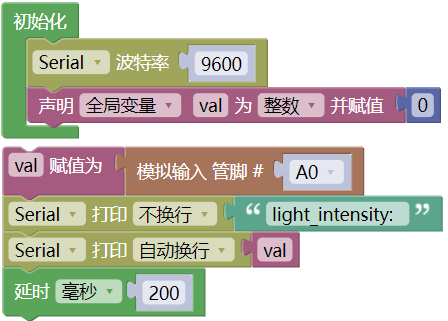 初始化
Serial 波特率 9600
声明 全局变量 val 为 整数 并赋值 0
val 赋值为 模拟输入 管脚 # A0
Serial 打印 不换行 “ light_intensity: ”
Serial 打印 自动换行 val
延时 毫秒 200